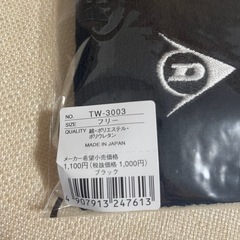 D
NO. TW-3003
SIZE: フリー
QUALITY 綿・ポリエステル・
ポリウレタン
MADE IN JAPAN
メーカー希望小売価格
1,100円(税抜価格 1,000円)
ブラック
4907913247613